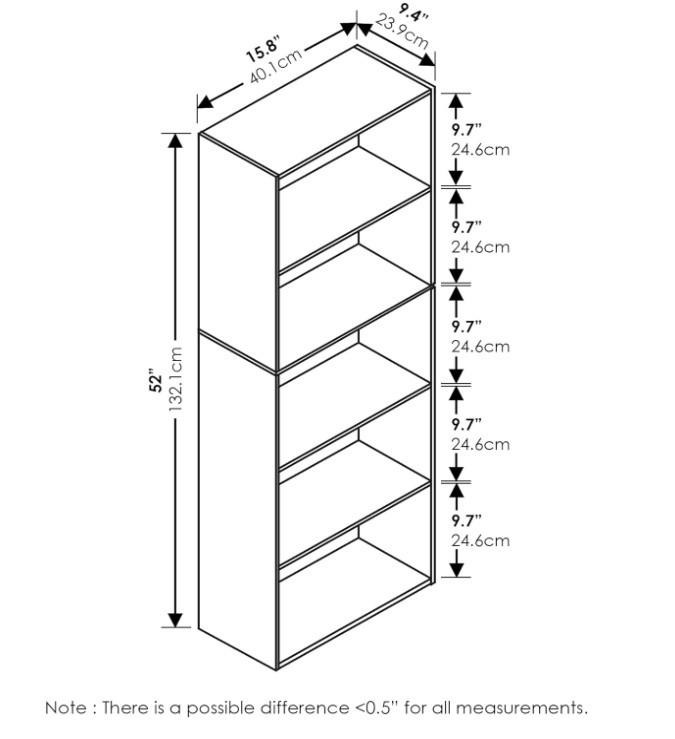 9.4”
23.9cm
15.8”
40.1cm
9.7”
24.6cm
9.7”
24.6cm
9.7”
24.6cm
52”
132.1cm
9.7”
24.6cm
9.7”
24.6cm
Note : There is a possible difference <0.5” for all measurements.